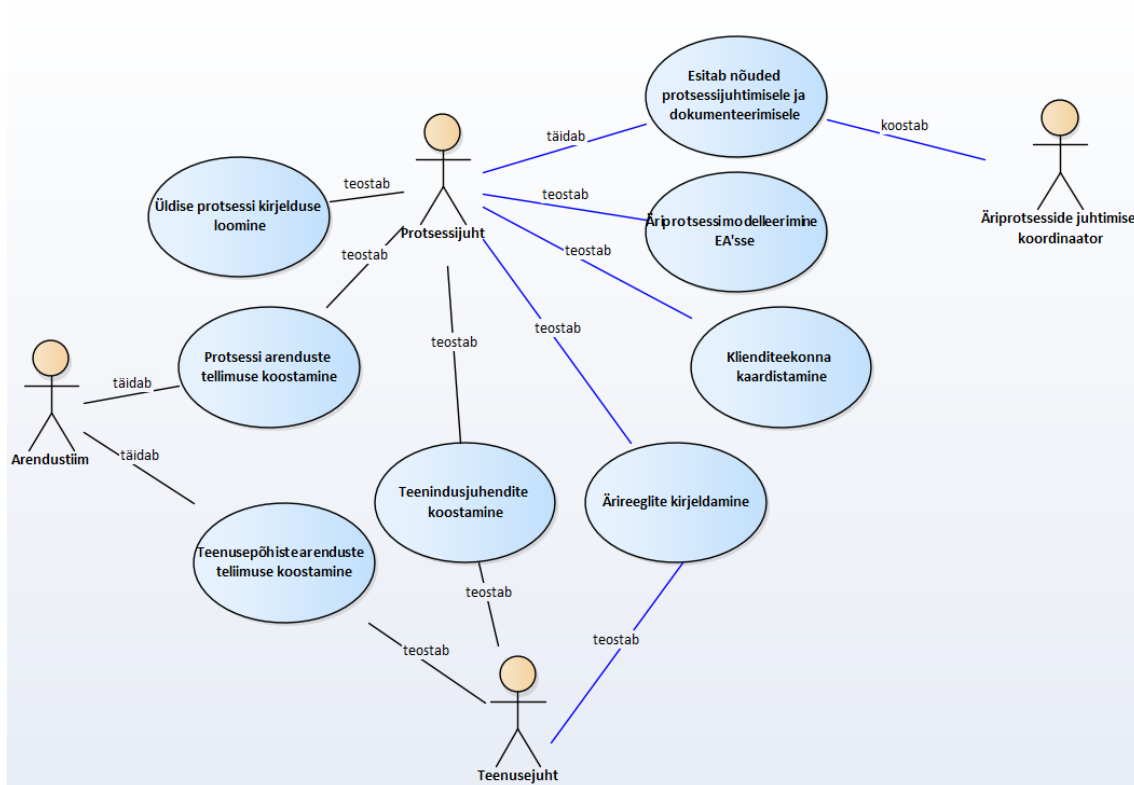 Esitab nõuded
protsessijuhtimisele ja
dokumenteerimisele
koostab
täidab
Äriprotsesside juhtimise
koordinaator
teostab
Üldise protsessi kirjelduse
loomine
Protsessijuht
teostab
Äriprotsessimodelleerimine
EA'sse
teostab
teostab
teostab
teostab
Protsessi arenduste
tellimuse koostamine
Klienditeekonna
kaardistamine
täidab
Arendustiim
täidab
Teenindusjuhendite
koostamine
Ärireeglite kirjeldamine
Teenusepõhiste arenduste
teliimuse koostamine
teostab
teostab
teostab
Teenusejuht